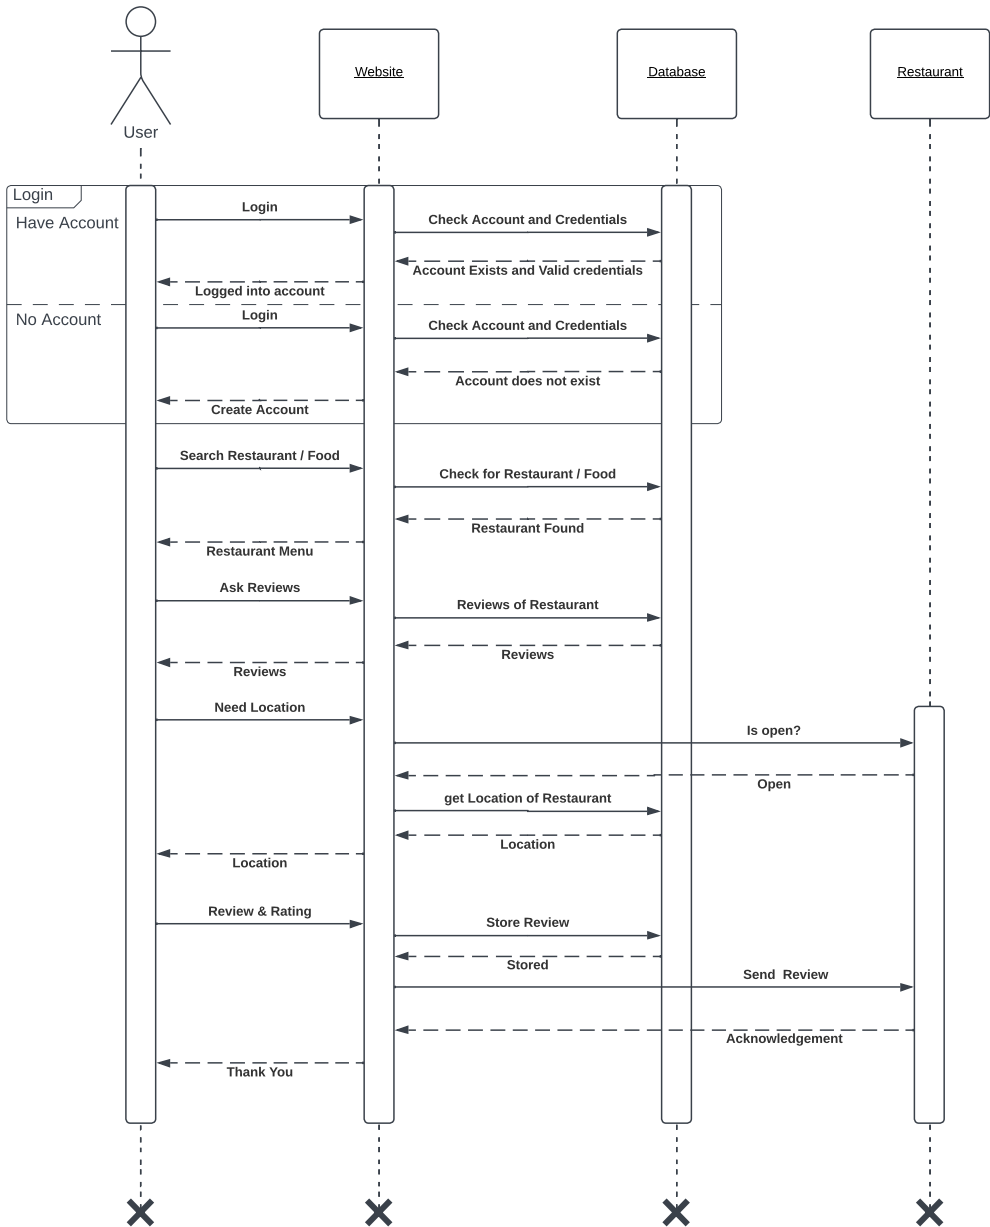 User
Website
Database
Restaurant
Login
Have Account
Login
Check Account and Credentials
Account Exists and Valid credentials
Logged into account
No Account
Login
Check Account and Credentials
Account does not exist
Create Account
Search Restaurant / Food
Check for Restaurant / Food
Restaurant Found
Restaurant Menu
Ask Reviews
Reviews of Restaurant
Reviews
Reviews
Need Location
Is open?
Open
get Location of Restaurant
Location
Location
Review & Rating
Store Review
Stored
Send  Review
Acknowledgement
Thank You